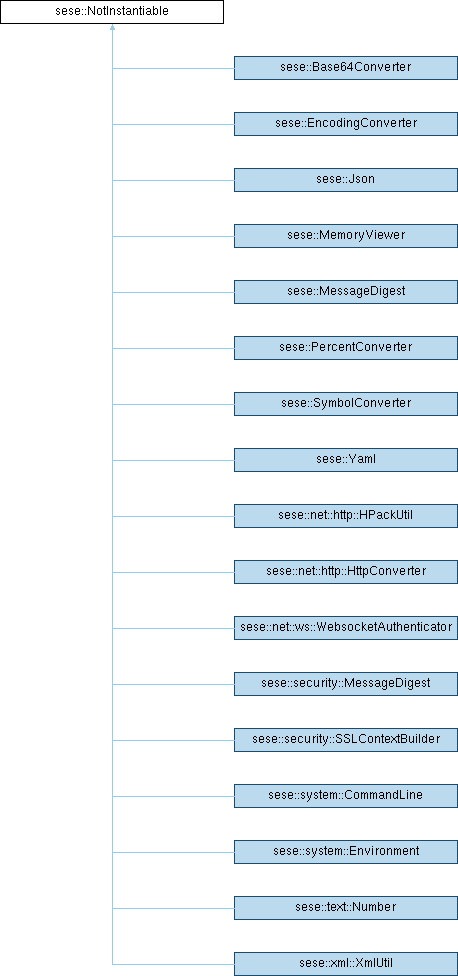 sese::NotInstantiable
sese::Base64Converter
sese::EncodingConverter
sese::Json
sese::MemoryViewer
sese::MessageDigest
sese::PercentConverter
sese::SymbolConverter
sese::Yaml
sese::net::http::HPackUtil
sese::net::http::HttpConverter
sese::net::ws::WebsocketAuthenticator
sese::security::MessageDigest
sese::security::SSLContextBuilder
sese::system::CommandLine
sese::system::Environment
sese::text::Number
sese::xml::XmlUtil